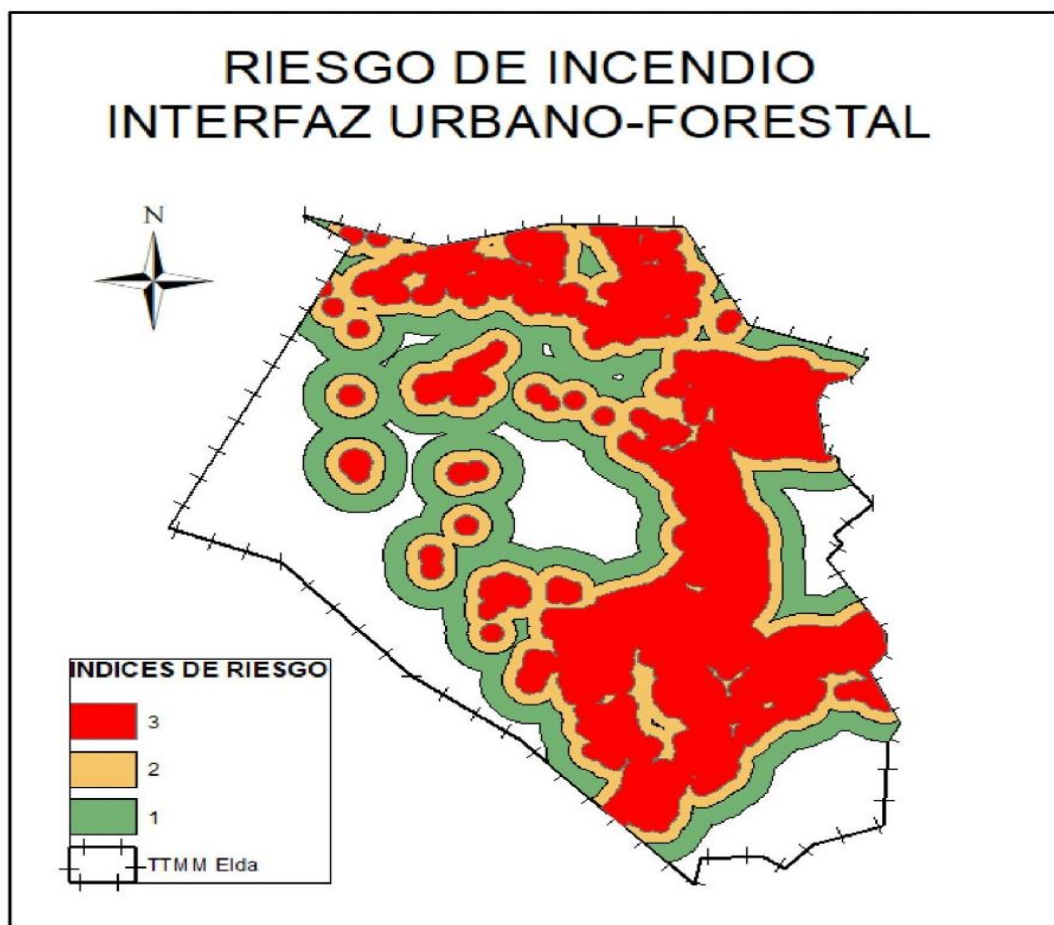 RIESGO DE INCENDIO
INTERFAZ URBANO-FORESTAL
N
INDICES DE RIESGO
3
2
1
TTMM Elda